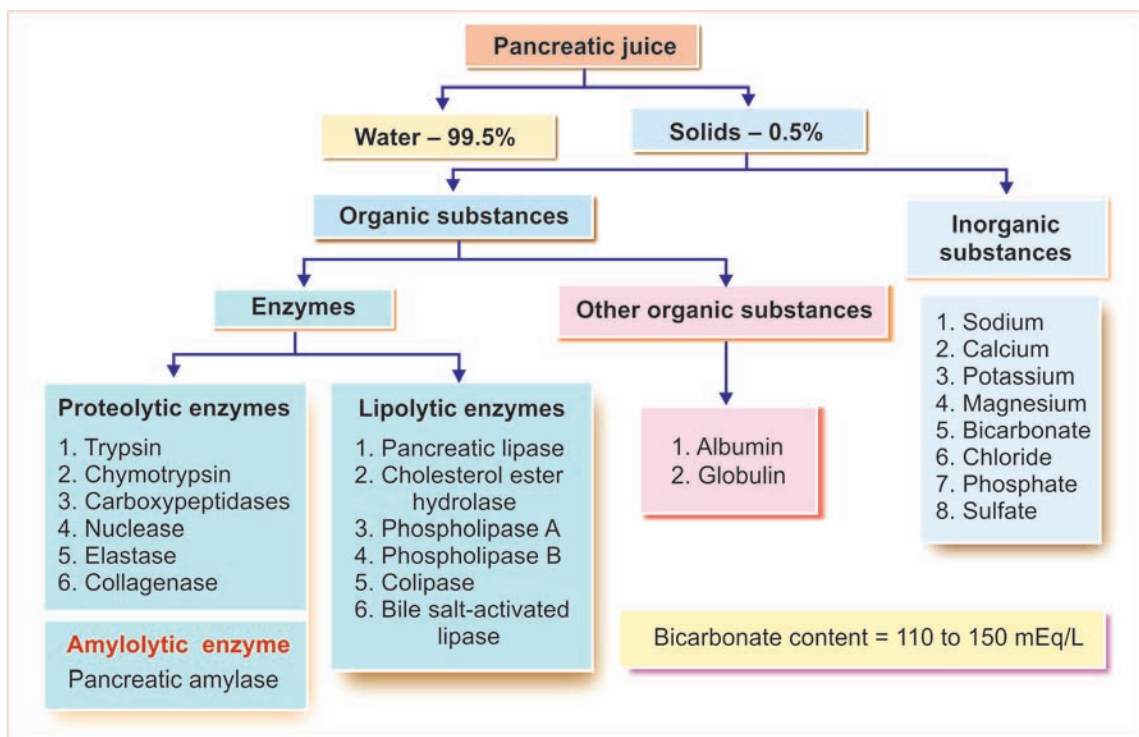 Pancreatic juice
Water – 99.5%
Solids – 0.5%
Organic substances
Inorganic
substances
Enzymes
Other organic substances
1. Sodium
2. Calcium
3. Potassium
4. Magnesium
5. Bicarbonate
6. Chloride
7. Phosphate
8. Sulfate
Proteolytic enzymes
1. Trypsin
2. Chymotrypsin
3. Carboxypeptidases
4. Nuclease
5. Elastase
6. Collagenase
Lipolytic enzymes
1. Pancreatic lipase
2. Cholesterol ester
hydrolase
3. Phospholipase A
4. Phospholipase B
5. Colipase
6. Bile salt-activated
lipase
1. Albumin
2. Globulin
Amylolytic enzyme
Pancreatic amylase
Bicarbonate content = 110 to 150 mEq/L